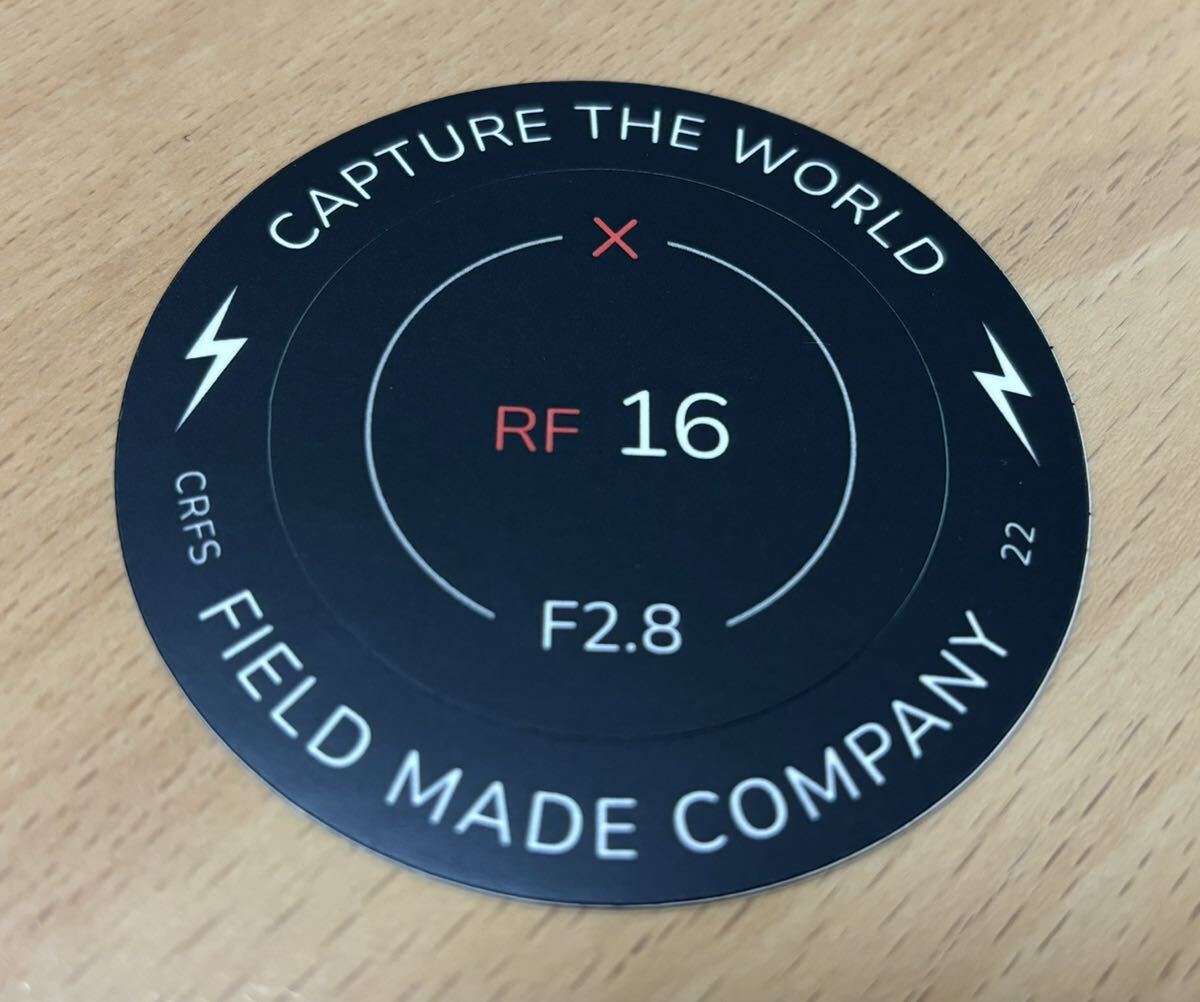 CAPTURE THE WORLD
X
RF 16
F2.8
CRFS
22
FIELD MADE COMPANY